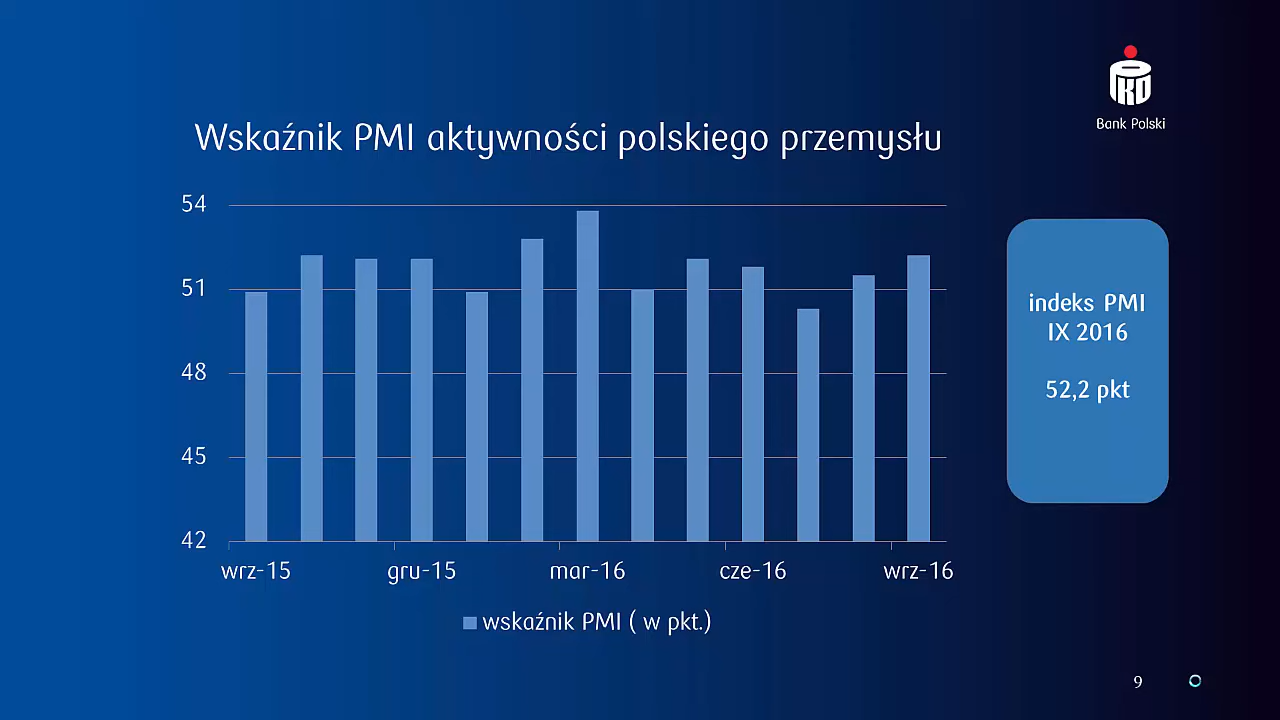 PKO
Bank Polski
Wskaźnik PMI aktywności polskiego przemysłu
54
51
48
45
42
wrz-15 gru-15 mar-16 cze-16 wrz-16
wskaźnik PMI ( w pkt.)
indeks PMI
IX 2016
52,2 pkt
9